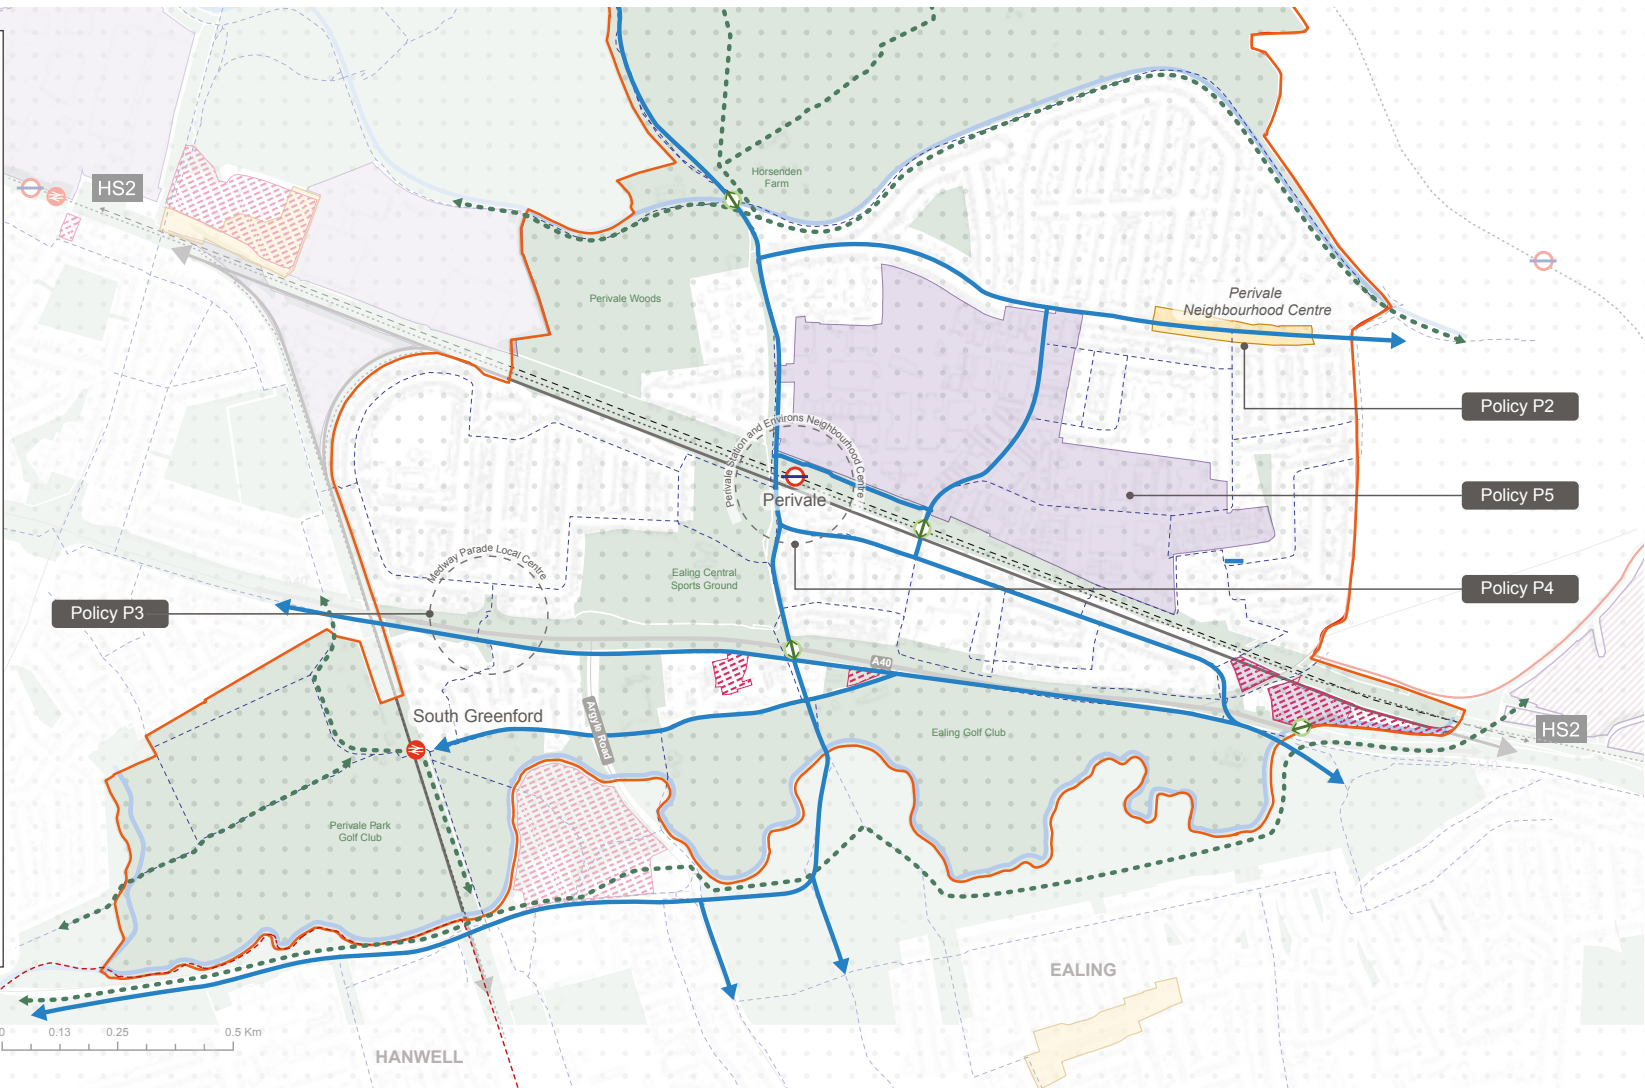 Horsenden
Farm
HS2
Perivale
Neighbourhood Centre
Perivale Woods
Policy P2
Perivale Station and Environs Neighbourhood Centre
Perivale
Policy P5
Medway Parade Local Centre
Ealing Central
Sports Ground
Policy P4
Policy P3
A40
South Greenford
Argyle Road
Ealing Golf Club
HS2
Perivale Park
Golf Club
EALING
0 0.13 0.25 0.5 Km
HANWELL